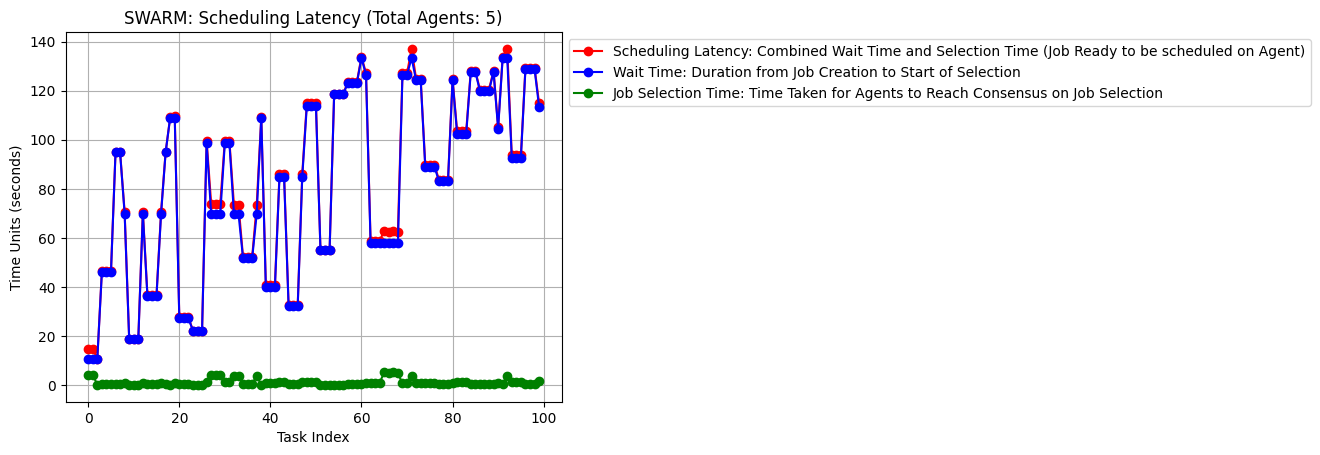 SWARM: Scheduling Latency (Total Agents: 5)
Scheduling Latency: Combined Wait Time and Selection Time (Job Ready to be scheduled on Agent)
Wait Time: Duration from Job Creation to Start of Selection
Job Selection Time: Time Taken for Agents to Reach Consensus on Job Selection
Time Units (seconds)
140
120
100
80
60
40
20
0
0 20 40 60 80 100
Task Index